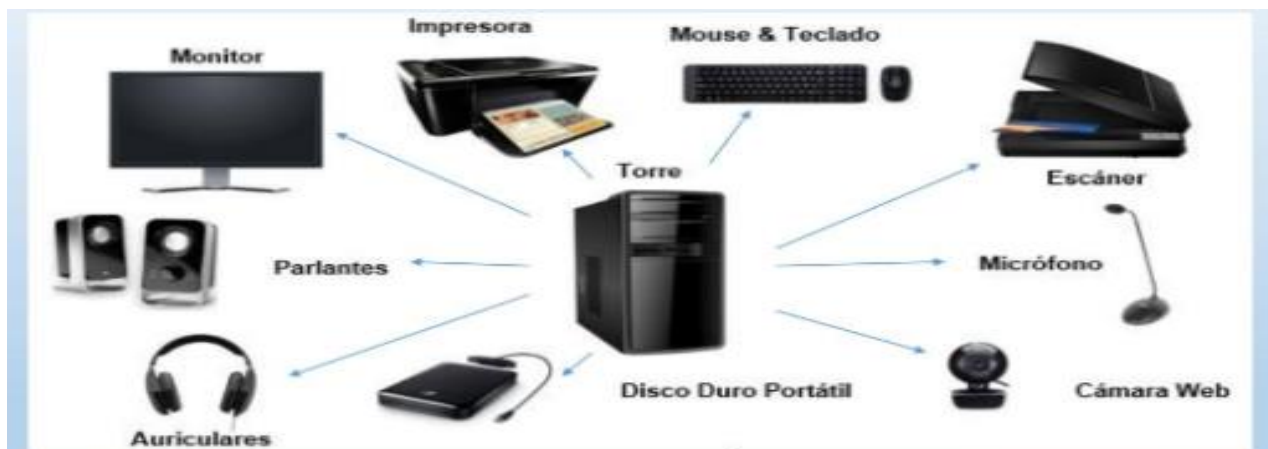 Impresora
Mouse & Teclado
Monitor
Torre
Escáner
Parlantes
Micrófono
Disco Duro Portátil
Cámara Web
Auriculares